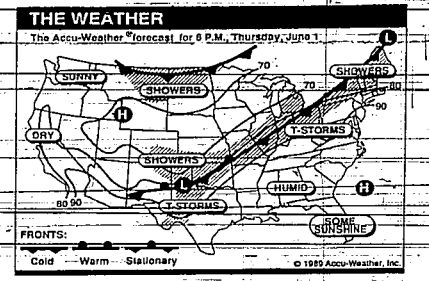 THE WEATHER
The Accu-Weather® forecast for 6 P.M., Thursday, June 1
L
70
SUNNY
SHOWERS
70
SHOWERS
80
90
H
DRY
T-STORMS
SHOWERS
L
HUMID
H
80 90
T-STORMS
SOME
SUNSHINE
FRONTS:
Cold Warm Stationary
© 1989 Accu-Weather, Inc.